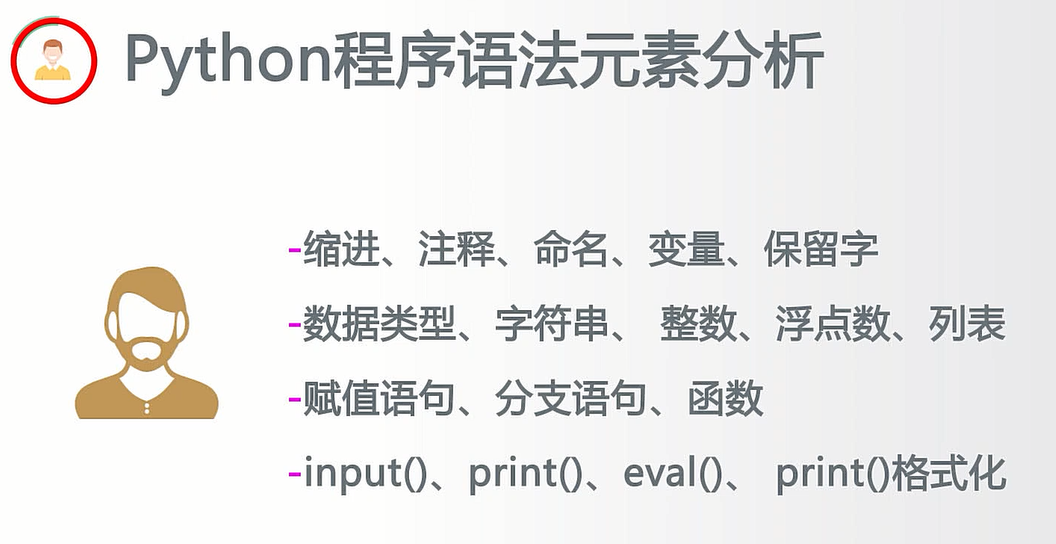 Python程序语法元素分析
-缩进、注释、命名、变量、保留字
-数据类型、字符串、 整数、浮点数、列表
-赋值语句、分支语句、函数
-input()、print()、eval()、 print()格式化